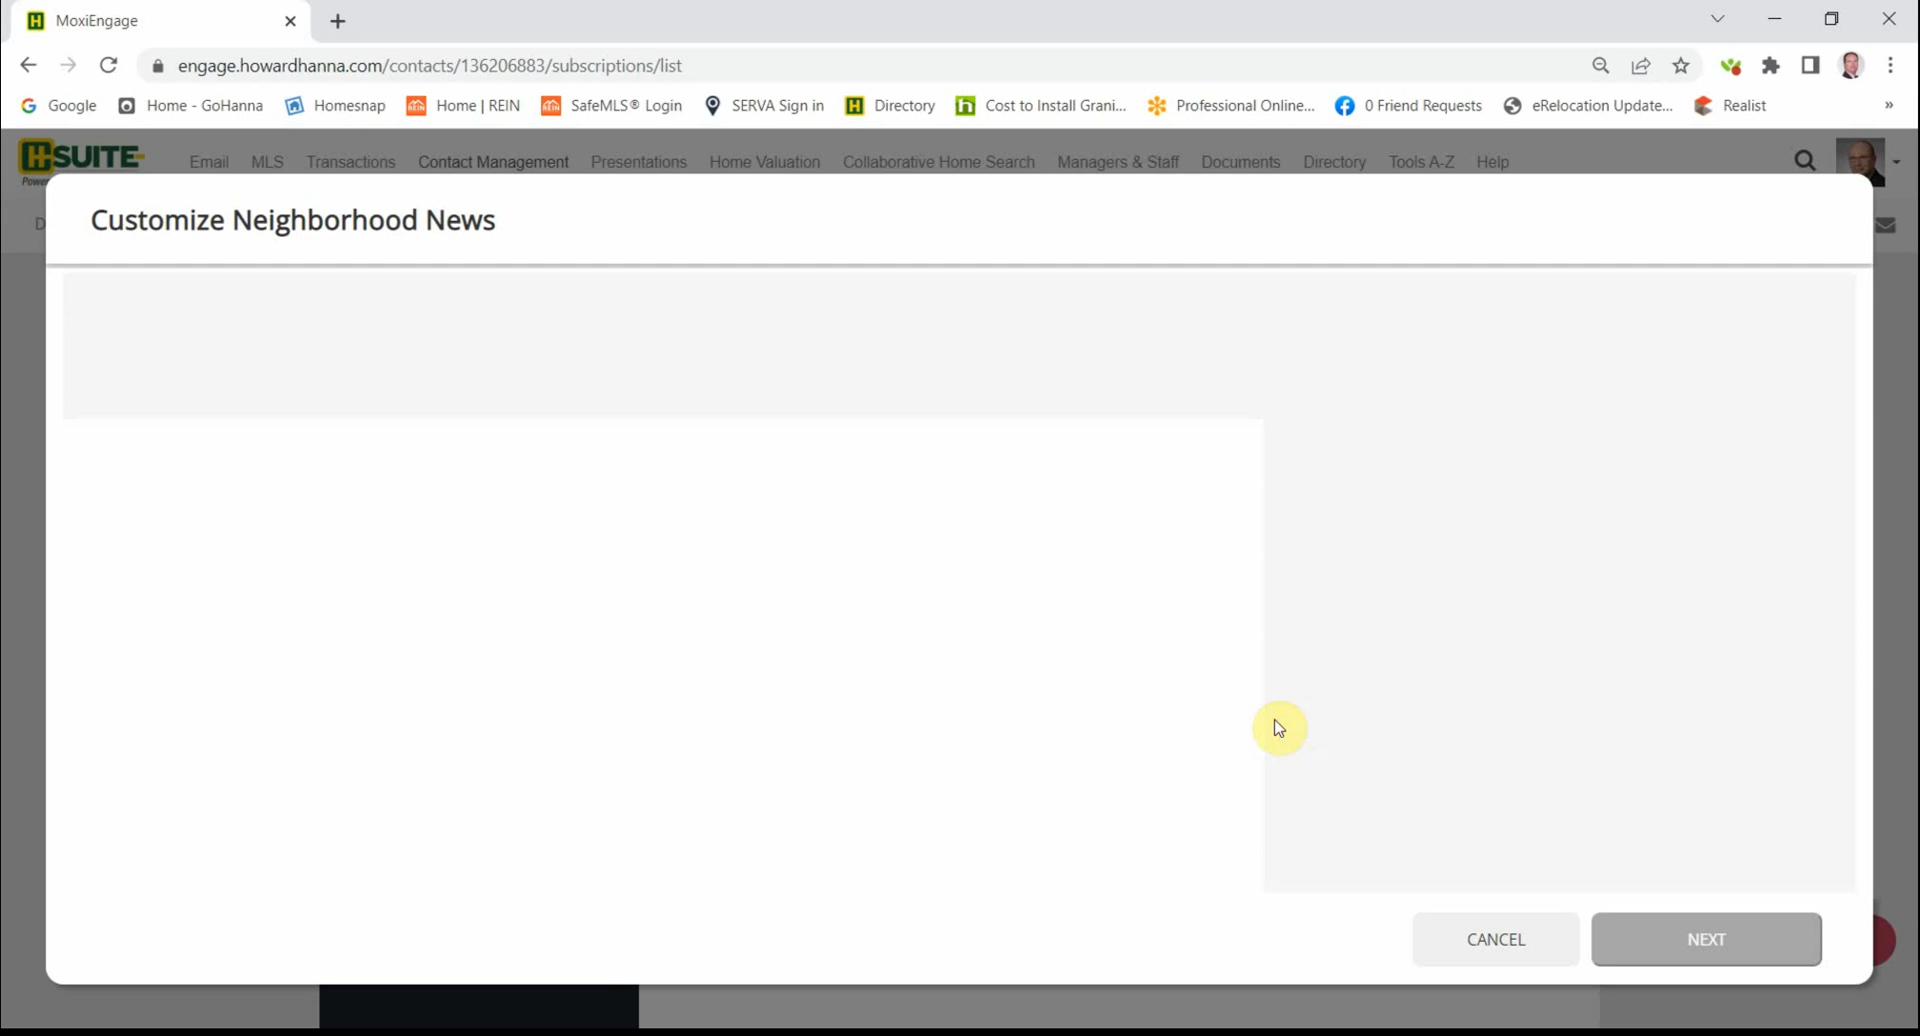 MoxiEngage
engage.howardhanna.com/contacts/136206883/subscriptions/list
Google Home - GoHanna Homesnap Home | REIN SafeMLS® Login SERVA Sign in Directory Cost to Install Grani... Professional Online... 0 Friend Requests eRelocation Update... Realist »
H SUITE
Email MLS Transactions Contact Management Presentations Home Valuation Collaborative Home Search Managers & Staff Documents Directory Tools A-Z Help
Customize Neighborhood News
CANCEL NEXT